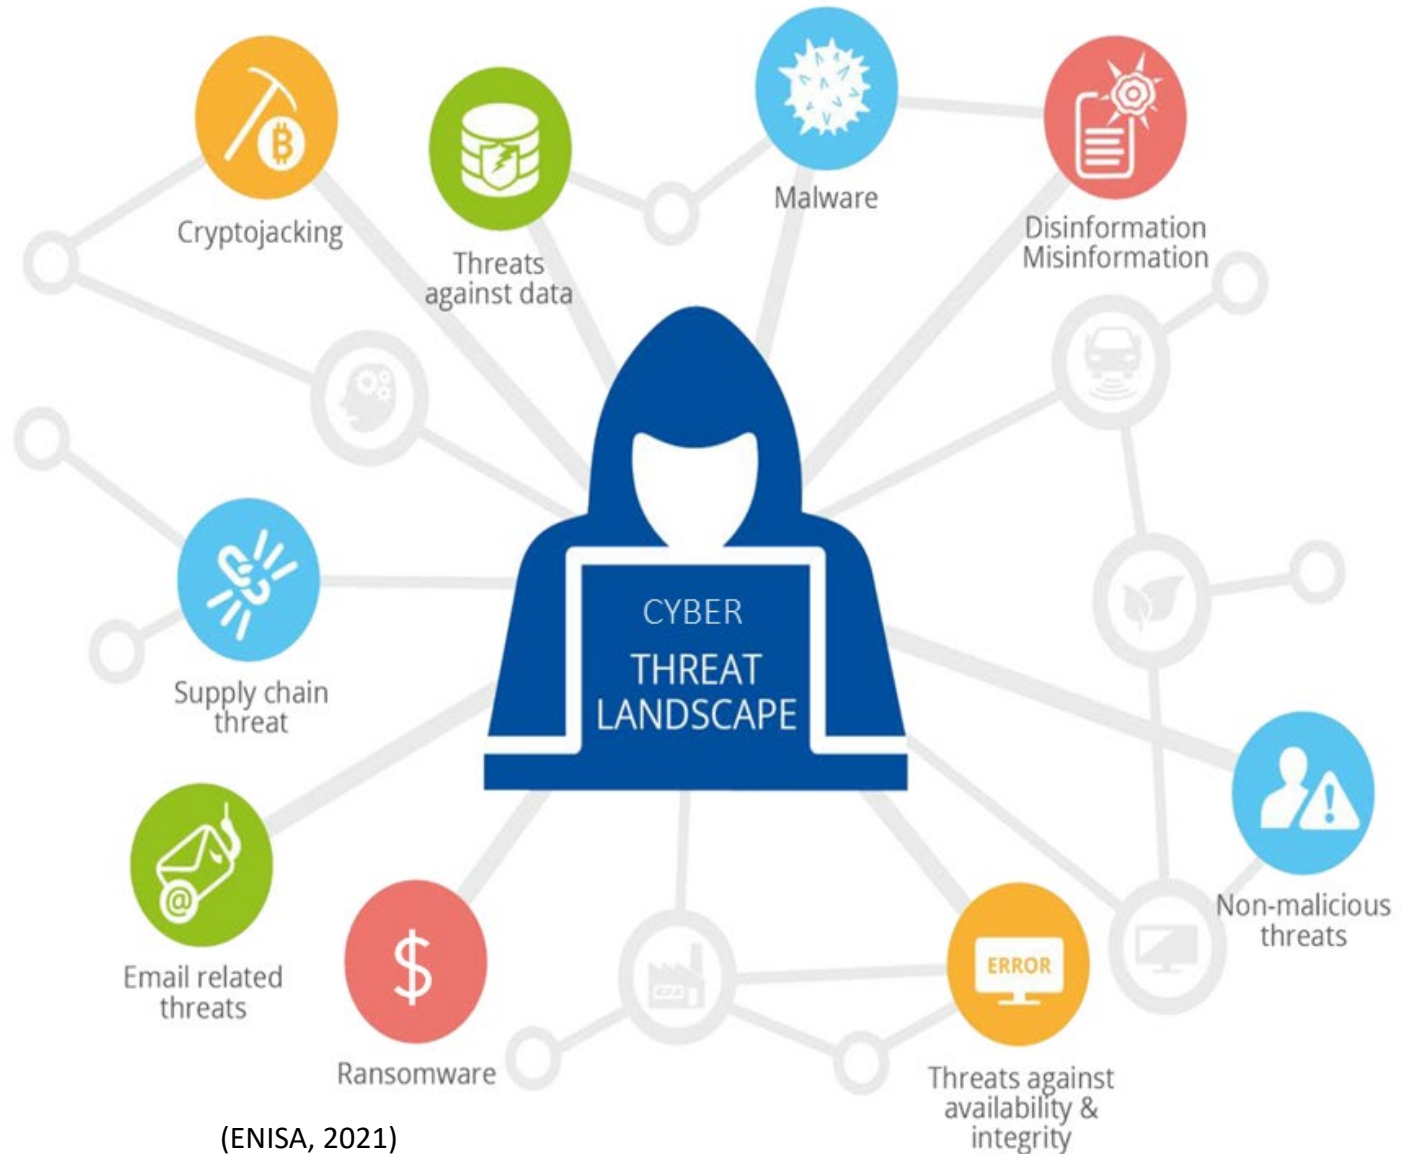 Cryptojacking
Threats
against data
Malware
Disinformation
Misinformation
CYBER
THREAT
LANDSCAPE
Supply chain
threat
@
Email related
threats
$
Ransomware
ERROR
Threats against
availability &
integrity
!
Non-malicious
threats
(ENISA, 2021)